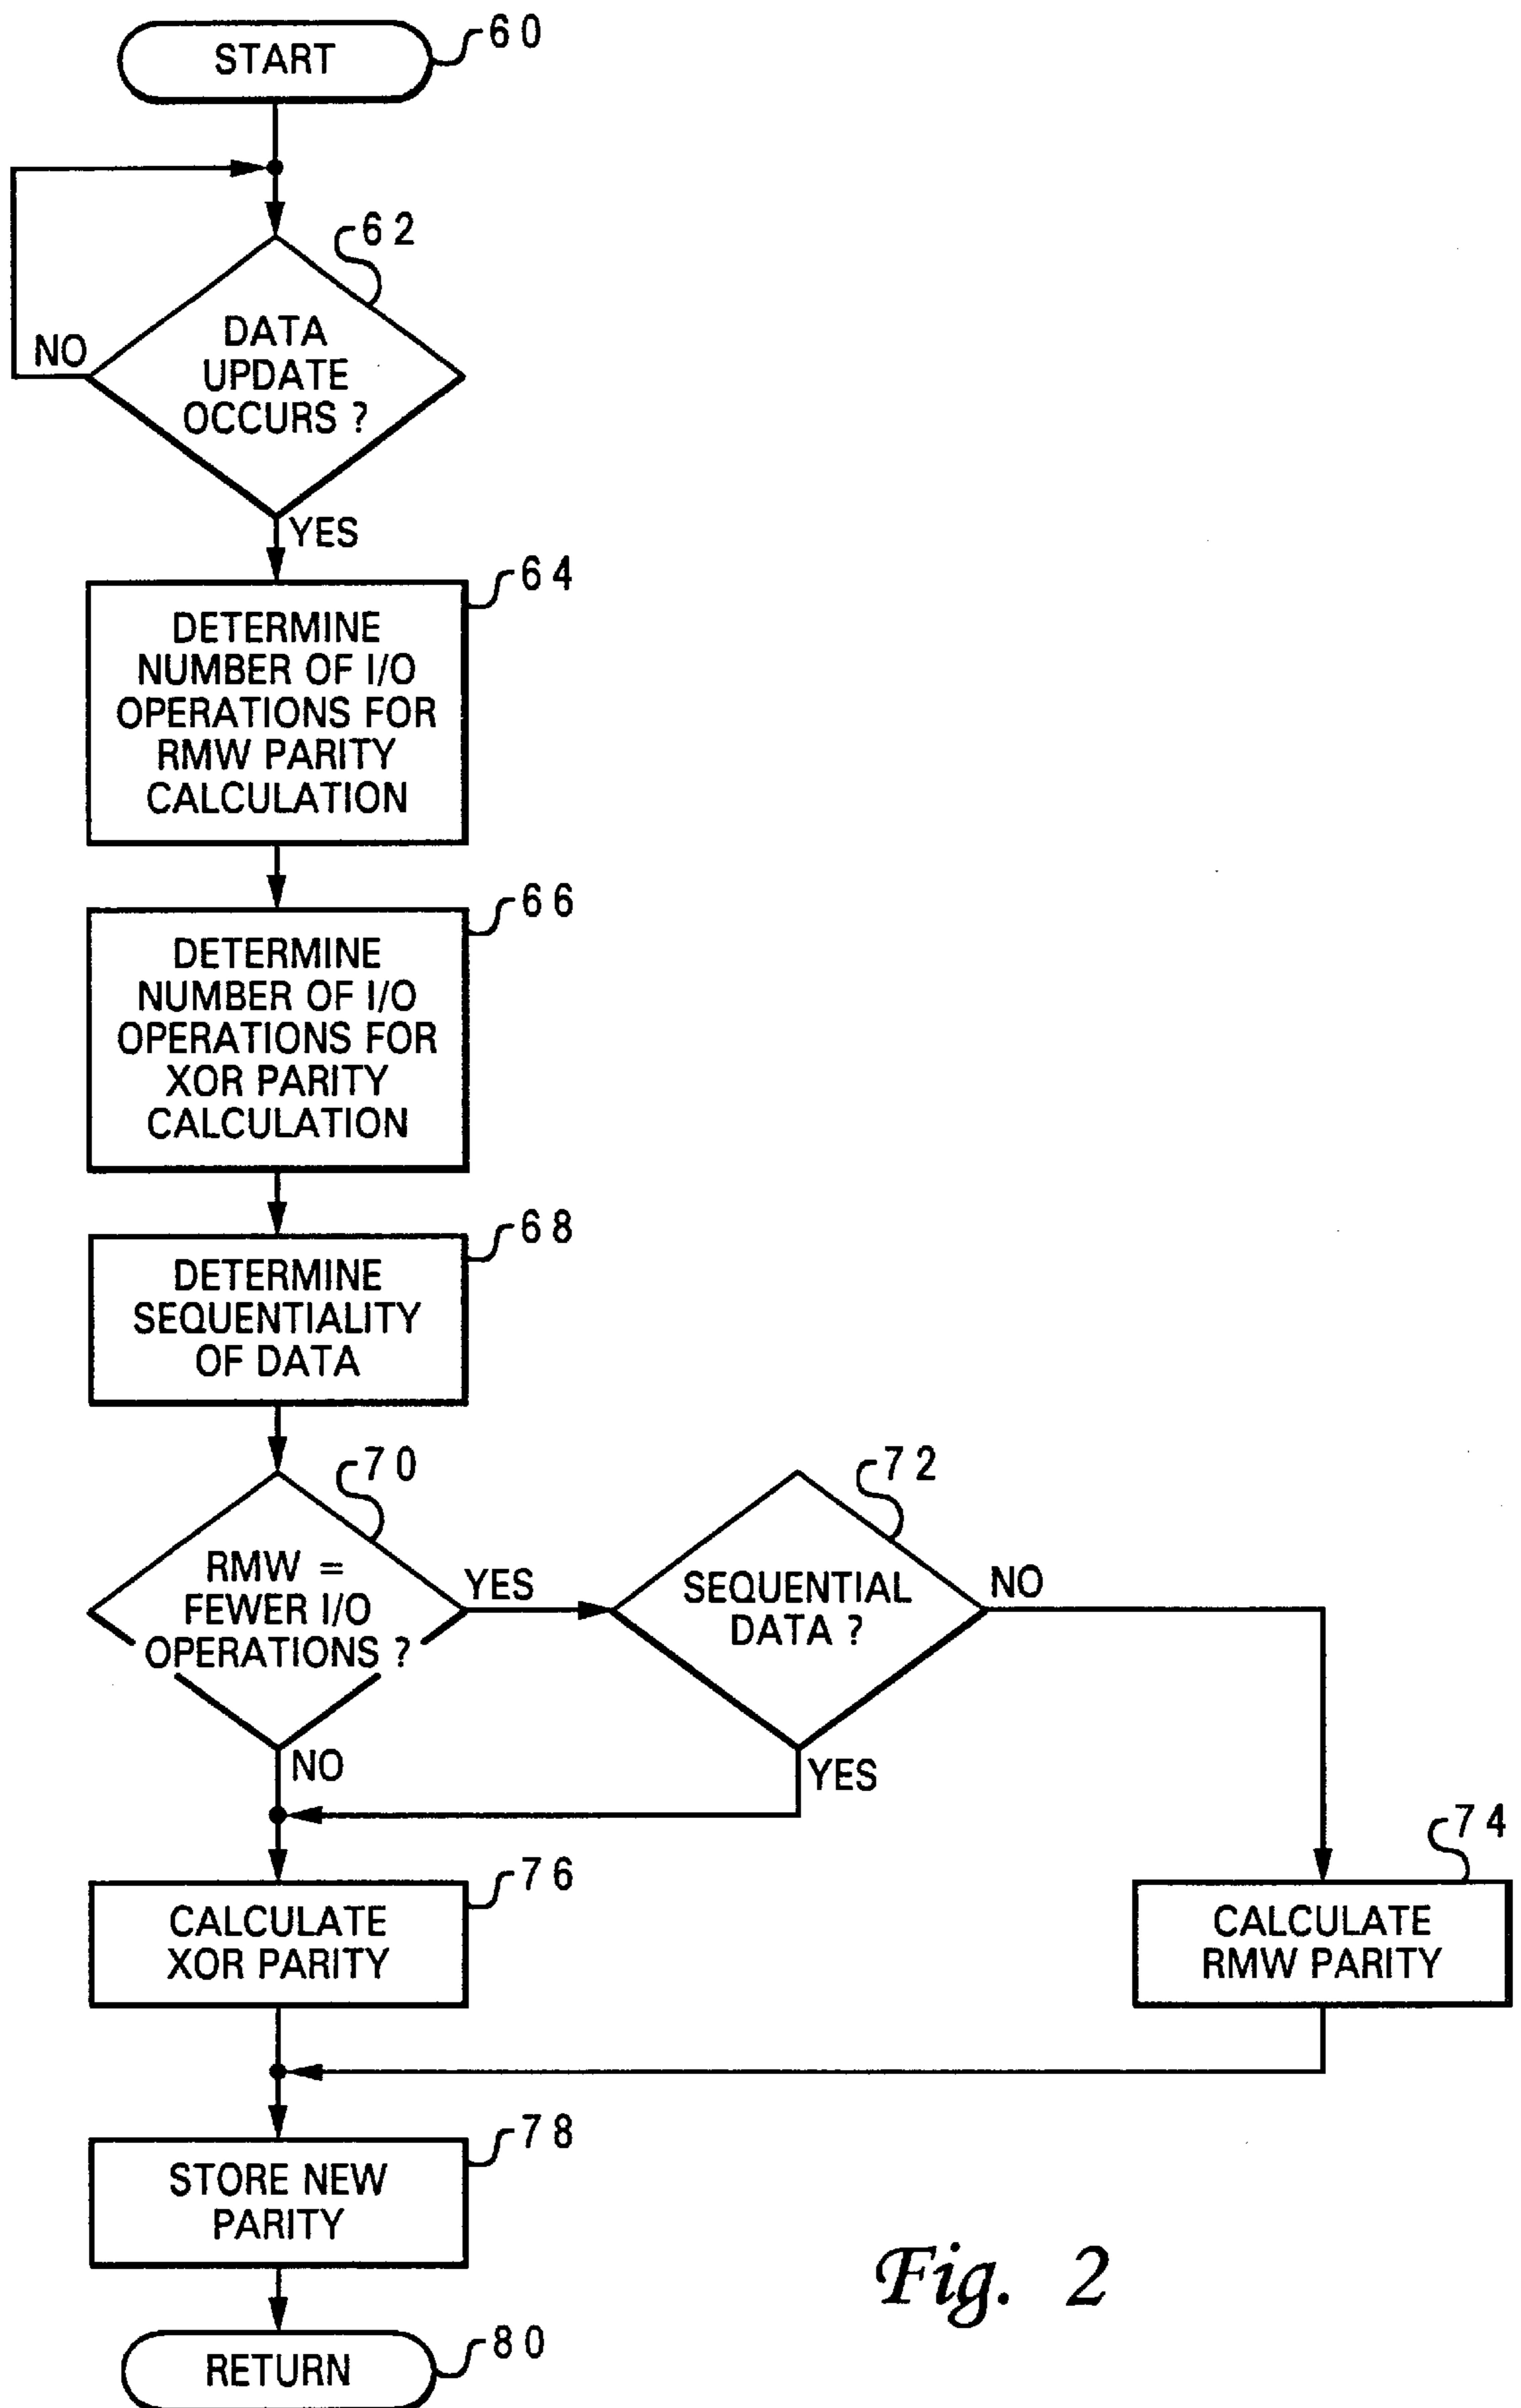 START
60
62
DATA
UPDATE
OCCURS ?
NO
YES
64
DETERMINE
NUMBER OF I/O
OPERATIONS FOR
RMW PARITY
CALCULATION
66
DETERMINE
NUMBER OF I/O
OPERATIONS FOR
XOR PARITY
CALCULATION
68
DETERMINE
SEQUENTIALITY
OF DATA
70
RMW =
FEWER I/O
OPERATIONS ?
YES
NO
72
SEQUENTIAL
DATA ?
NO
YES
74
CALCULATE
RMW PARITY
76
CALCULATE
XOR PARITY
78
STORE NEW
PARITY
80
RETURN
Fig. 2